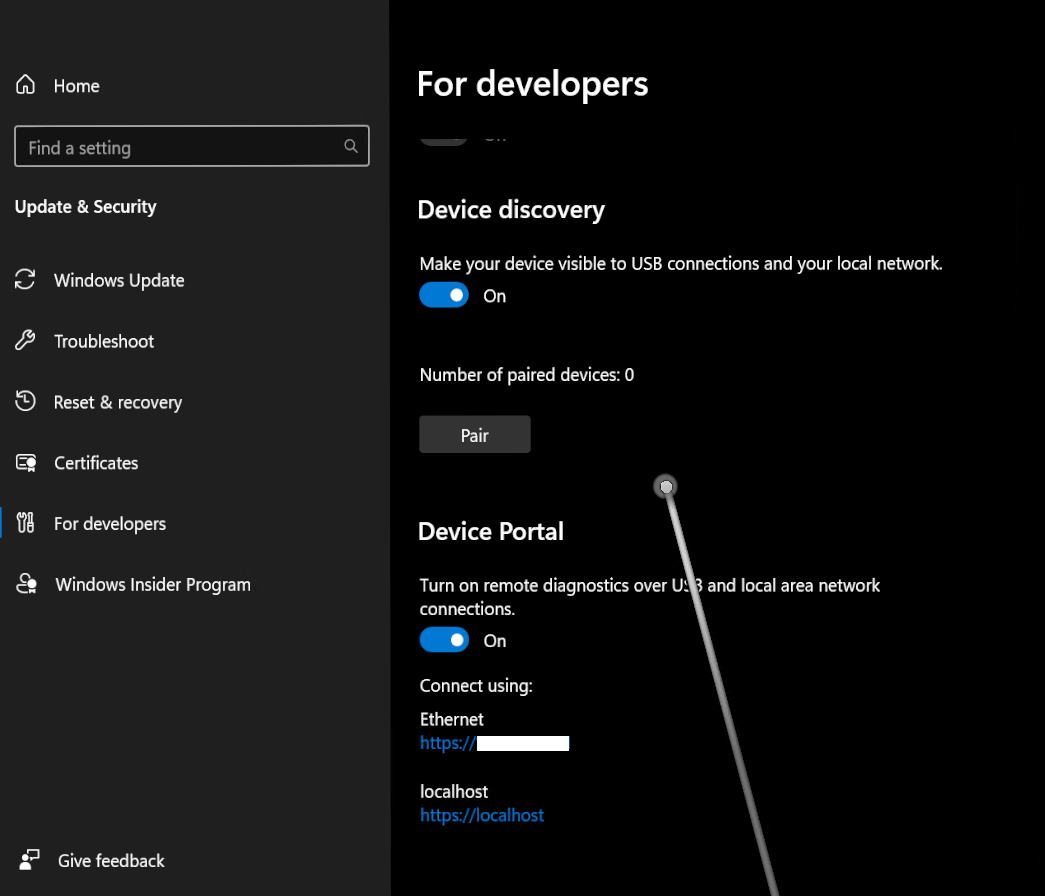 Home
Find a setting
Update & Security
Windows Update
Troubleshoot
Reset & recovery
Certificates
For developers
Windows Insider Program
Give feedback
For developers
Device discovery
Make your device visible to USB connections and your local network.
On
Number of paired devices: 0
Pair
Device Portal
Turn on remote diagnostics over USB and local area network
connections.
On
Connect using:
Ethernet
https://
localhost
https://localhost